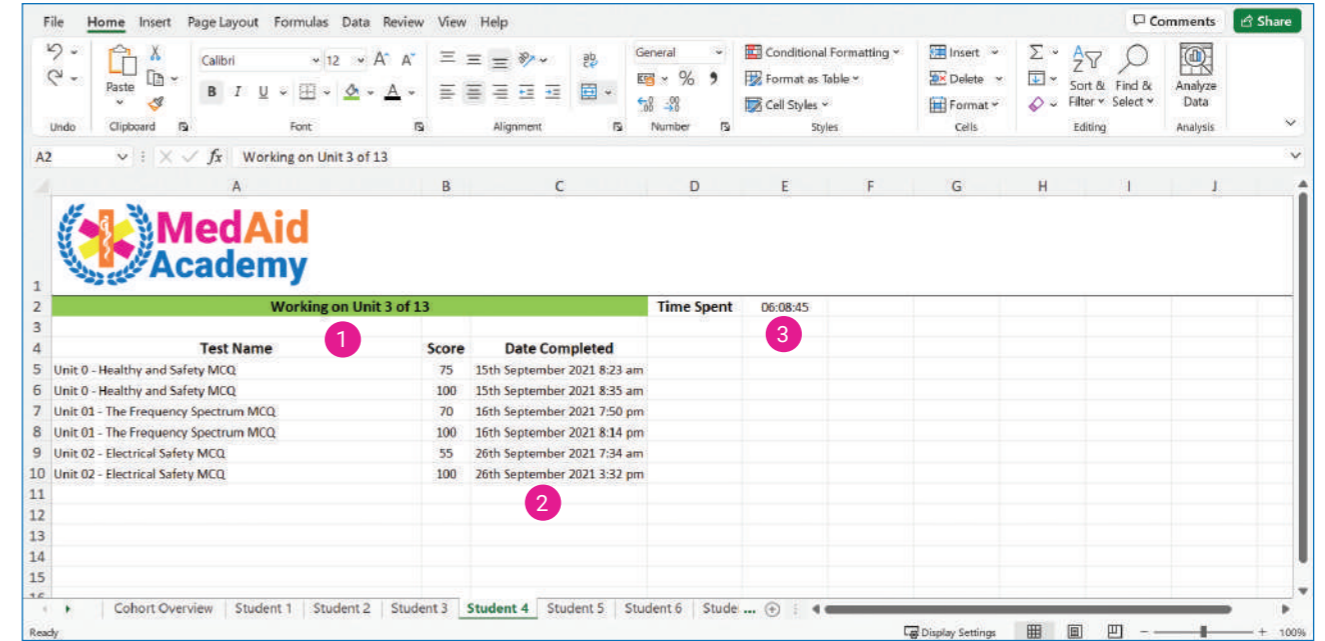 File Home Insert Page Layout Formulas Data Review View Help Comments Share
Calibri 12 A^ A˅ ab General Conditional Formatting Insert Σ
Paste B I U A % , Format as Table Delete Sort & Filter Find & Select Analyze Data
Cell Styles Format
Undo Clipboard Font Alignment Number Styles Cells Editing Analysis
A2 fx Working on Unit 3 of 13
A B C D E F G H I J
MedAid
Academy
1
2 Working on Unit 3 of 13 Time Spent 06:08:45
3 1 3
4 Test Name Score Date Completed
5 Unit 0 - Healthy and Safety MCQ 75 15th September 2021 8:23 am
6 Unit 0 - Healthy and Safety MCQ 100 15th September 2021 8:35 am
7 Unit 01 - The Frequency Spectrum MCQ 70 16th September 2021 7:50 pm
8 Unit 01 - The Frequency Spectrum MCQ 100 16th September 2021 8:14 pm
9 Unit 02 - Electrical Safety MCQ 55 26th September 2021 7:34 am
10 Unit 02 - Electrical Safety MCQ 100 26th September 2021 3:32 pm
11 2
12
13
14
15
16
Cohort Overview Student 1 Student 2 Student 3 Student 4 Student 5 Student 6 Stude ...
Ready Display Settings - + 100%